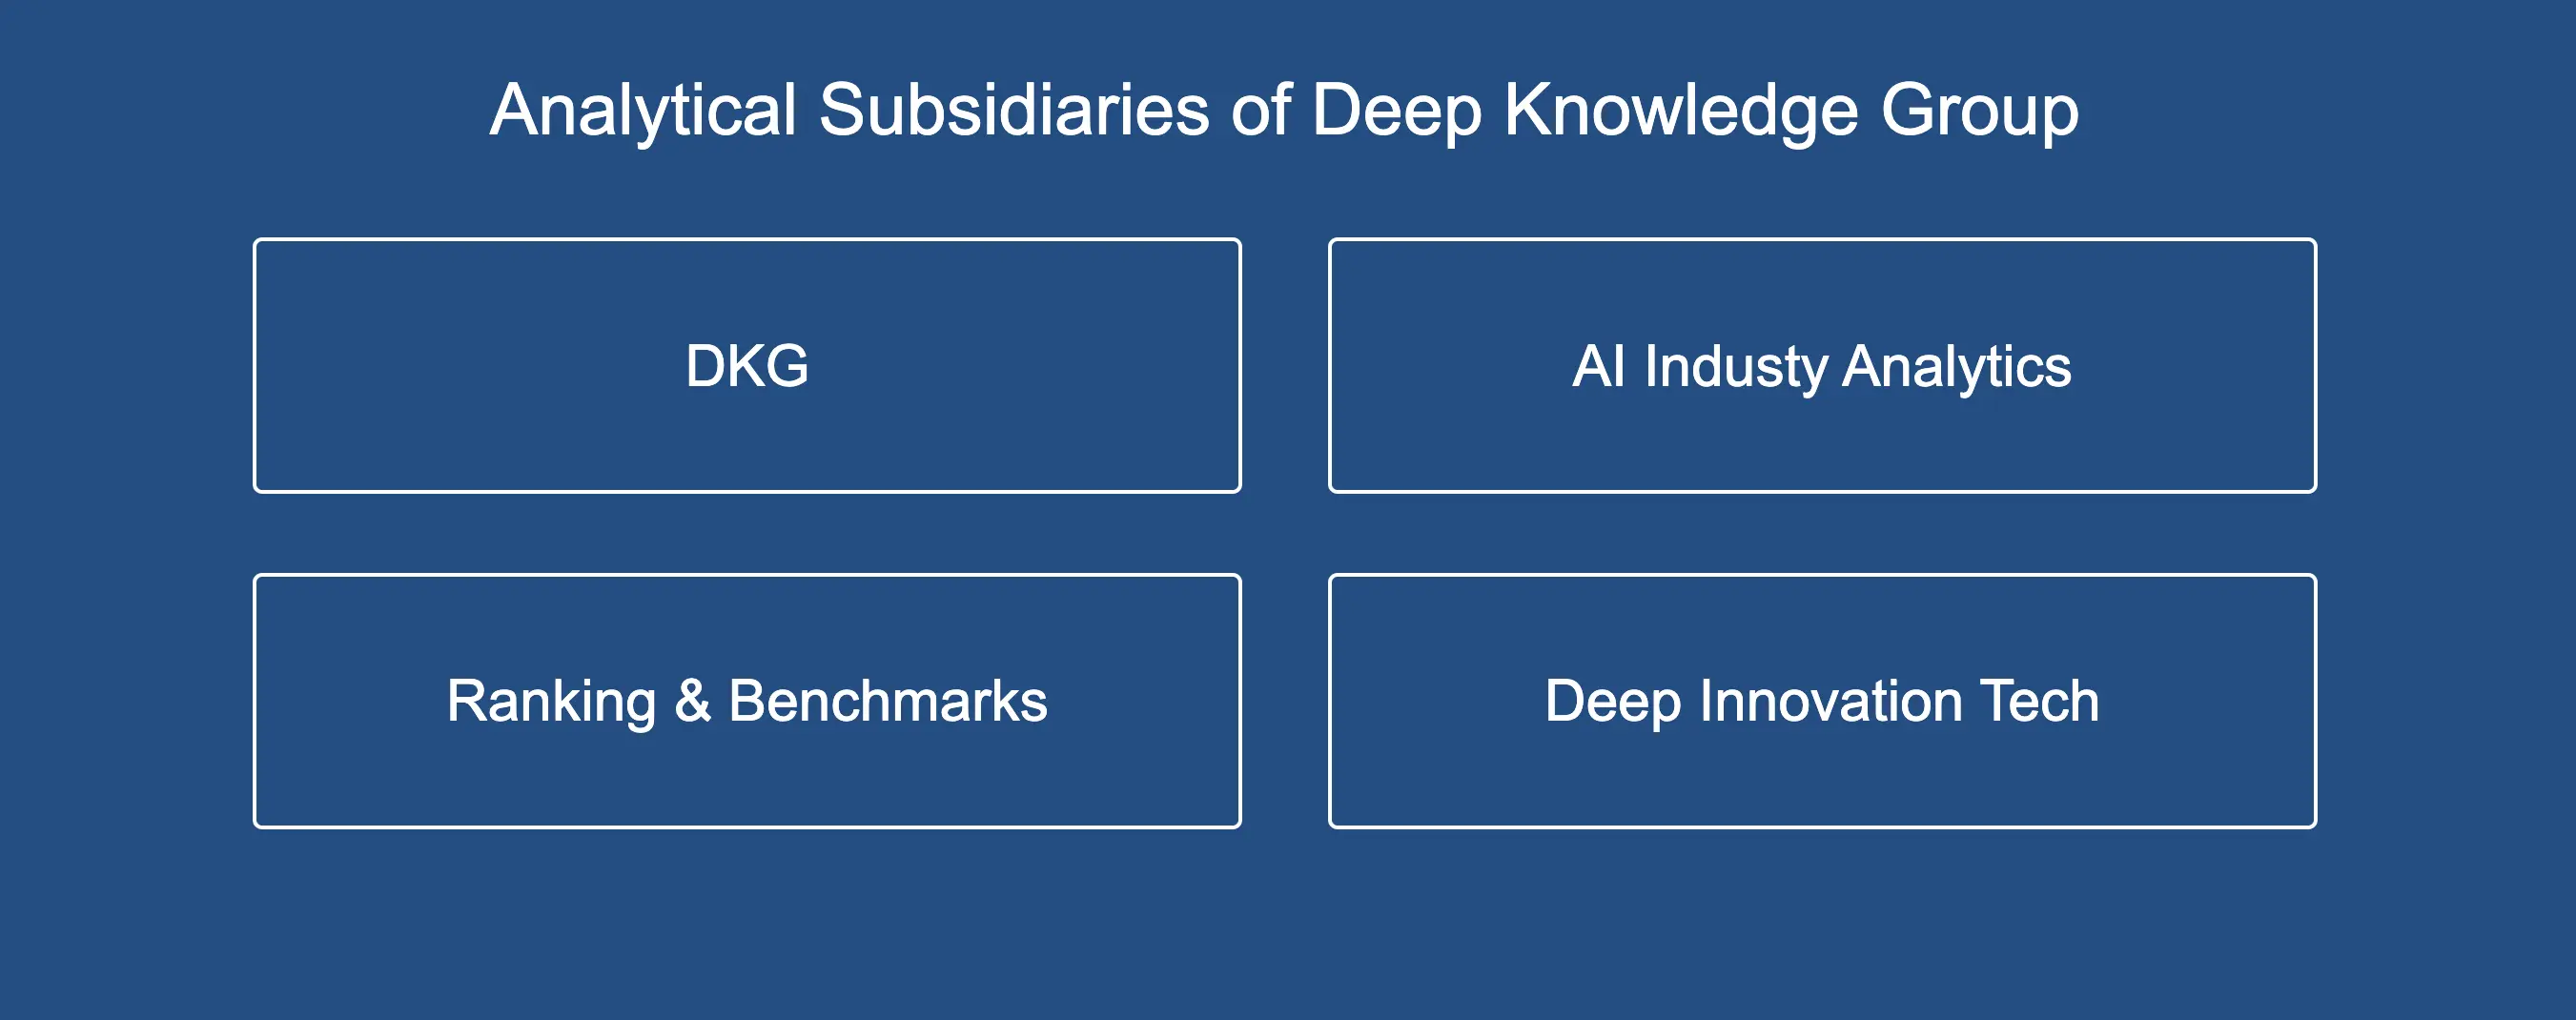 Analytical Subsidiaries of Deep Knowledge Group
DKG
AI Industy Analytics
Ranking & Benchmarks
Deep Innovation Tech